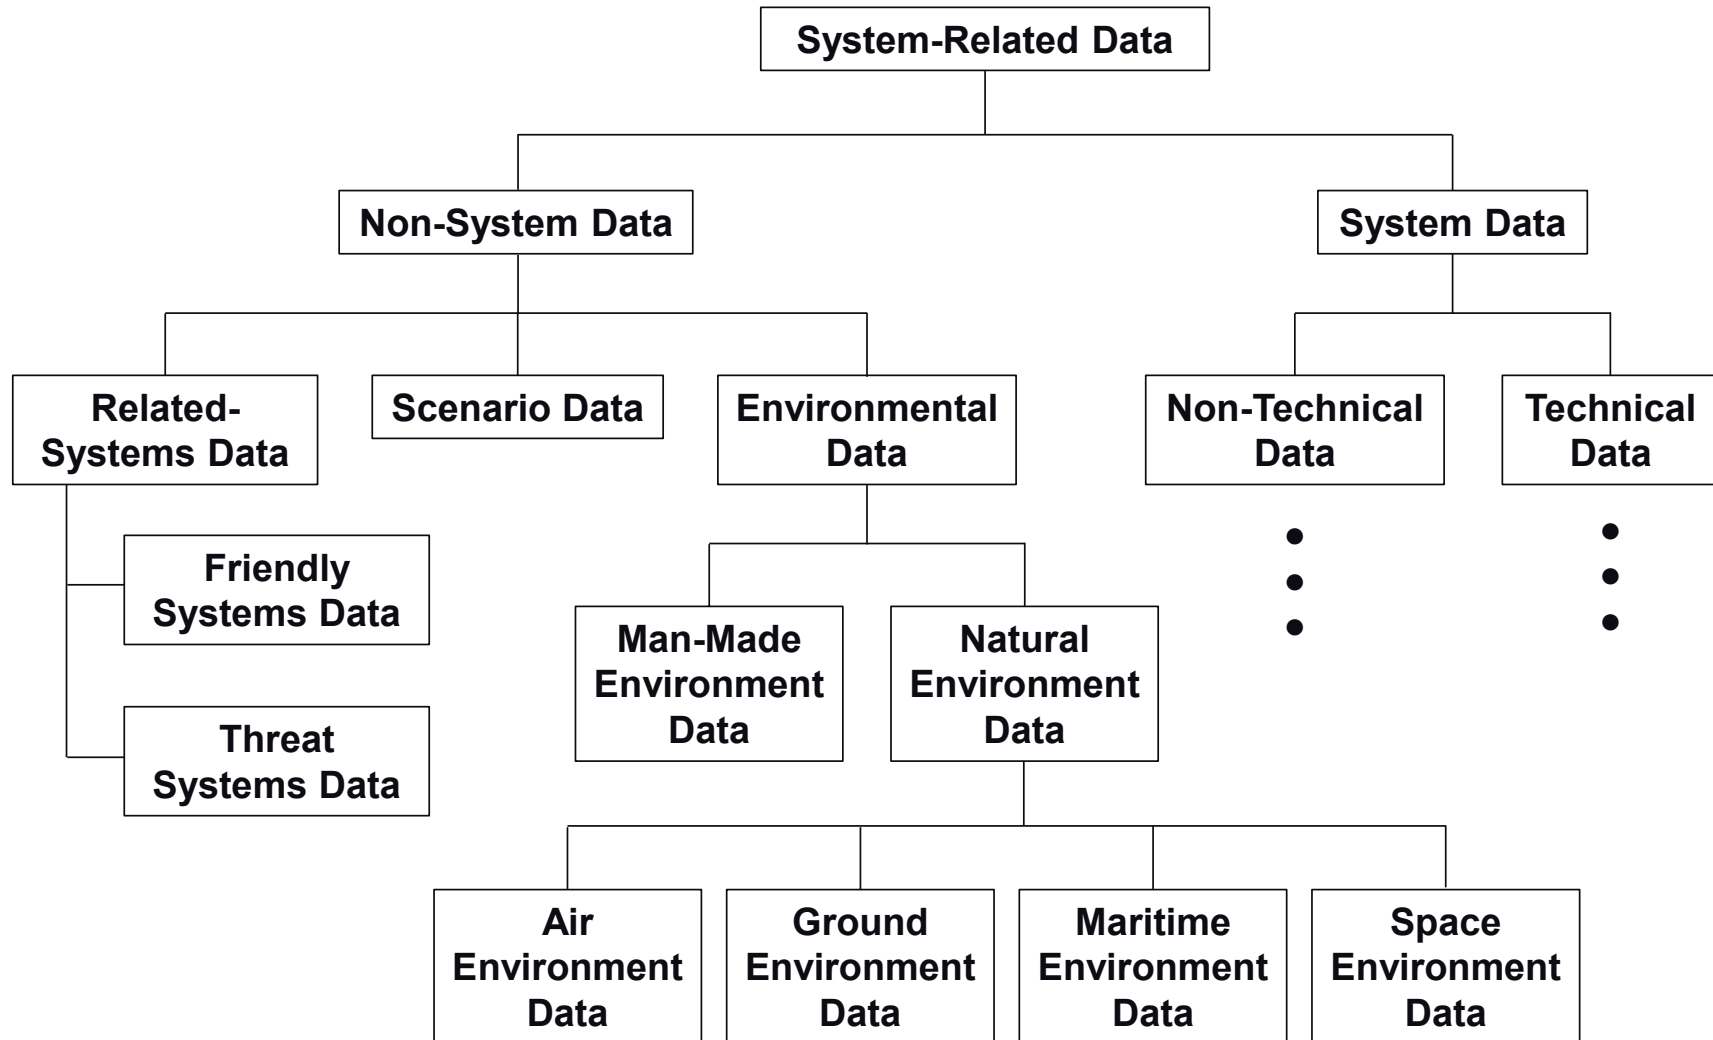 System-Related Data
Non-System Data
System Data
Related-
Systems Data
Scenario Data
Environmental
Data
Non-Technical
Data
Technical
Data
Friendly
Systems Data
Threat
Systems Data
Man-Made
Environment
Data
Natural
Environment
Data
Air
Environment
Data
Ground
Environment
Data
Maritime
Environment
Data
Space
Environment
Data